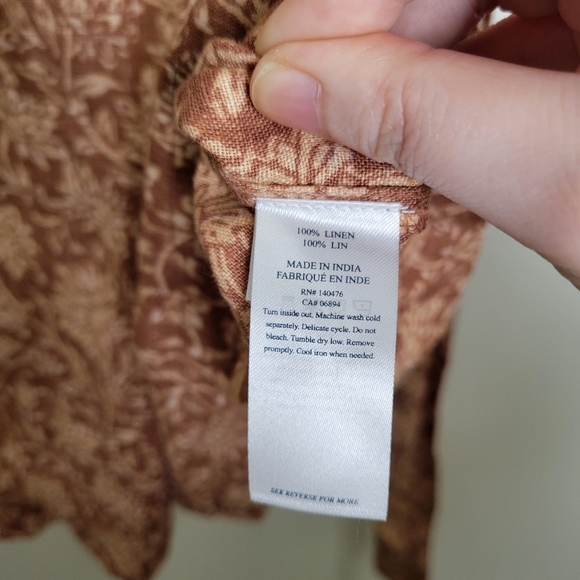 100% LINEN
100% LIN
MADE IN INDIA
FABRIQUÉ EN INDE
RN# 140476
CA# 06894
Turn inside out. Machine wash cold
separately. Delicate cycle. Do not
bleach. Tumble dry low. Remove
promptly. Cool iron when needed.
SEE REVERSE FOR MORE